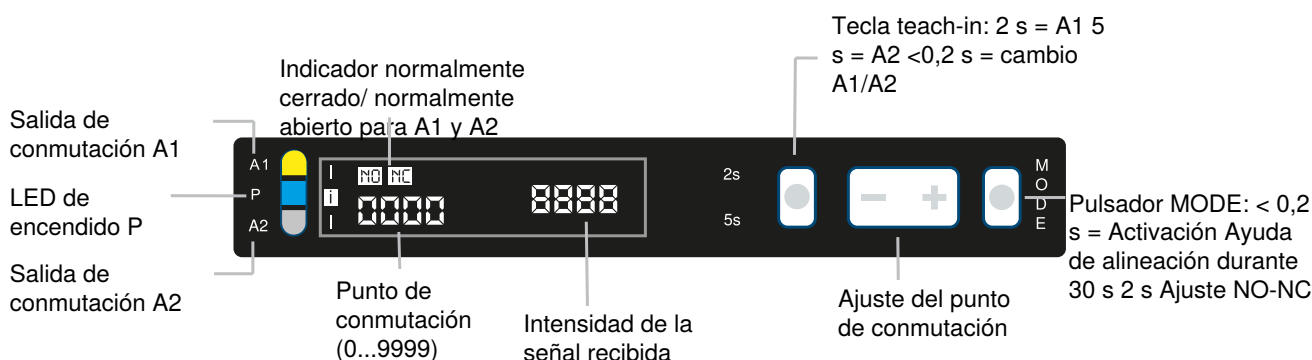 Tecla teach-in: 2 s = A1 5
s = A2 <0,2 s = cambio
A1/A2
Indicador normalmente
cerrado/ normalmente
abierto para A1 y A2
Salida de
conmutación A1
LED de
encendido P
Salida de
conmutación A2
A1
P
A2
NO NC
i
0000
8888
2s
5s
MODE
Pulsador MODE: < 0,2
s = Activación Ayuda
de alineación durante
30 s 2 s Ajuste NO-NC
Punto de
conmutación
(0...9999)
Intensidad de la
señal recibida
Ajuste del punto
de conmutación